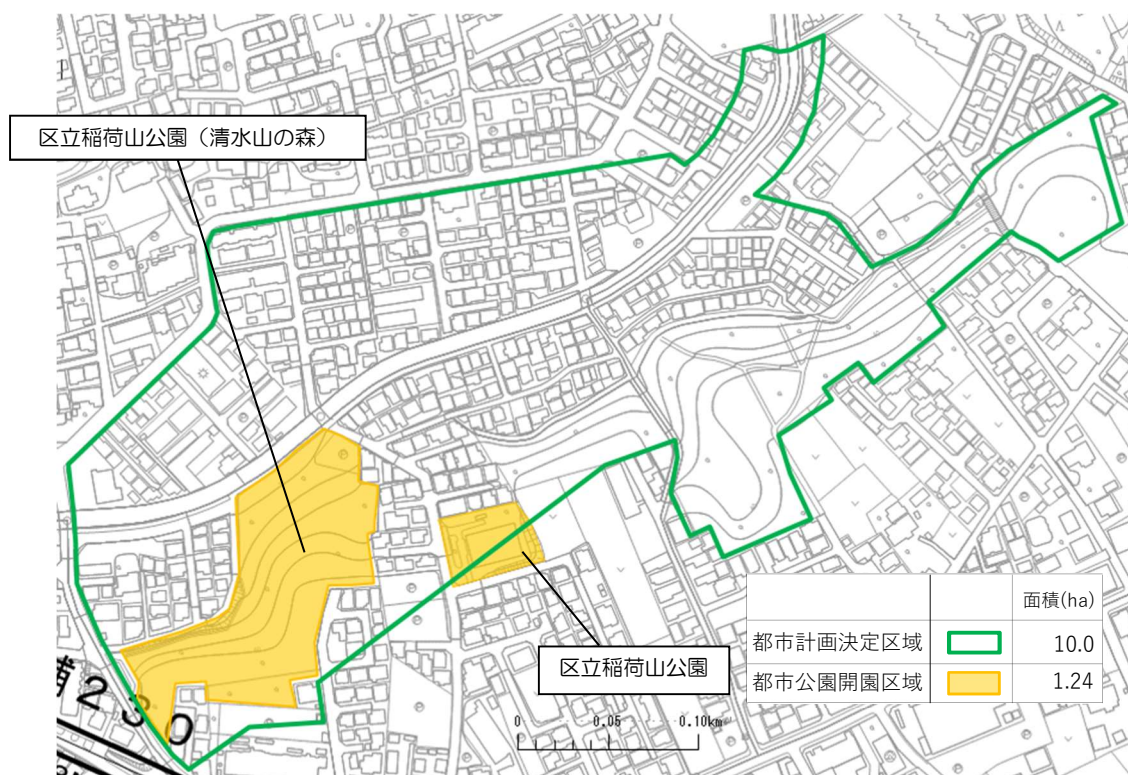 区立稲荷山公園（清水山の森）
区立稲荷山公園
面積(ha)
都市計画決定区域 10.0
都市公園開園区域 1.24
0 0.05 0.10km
230